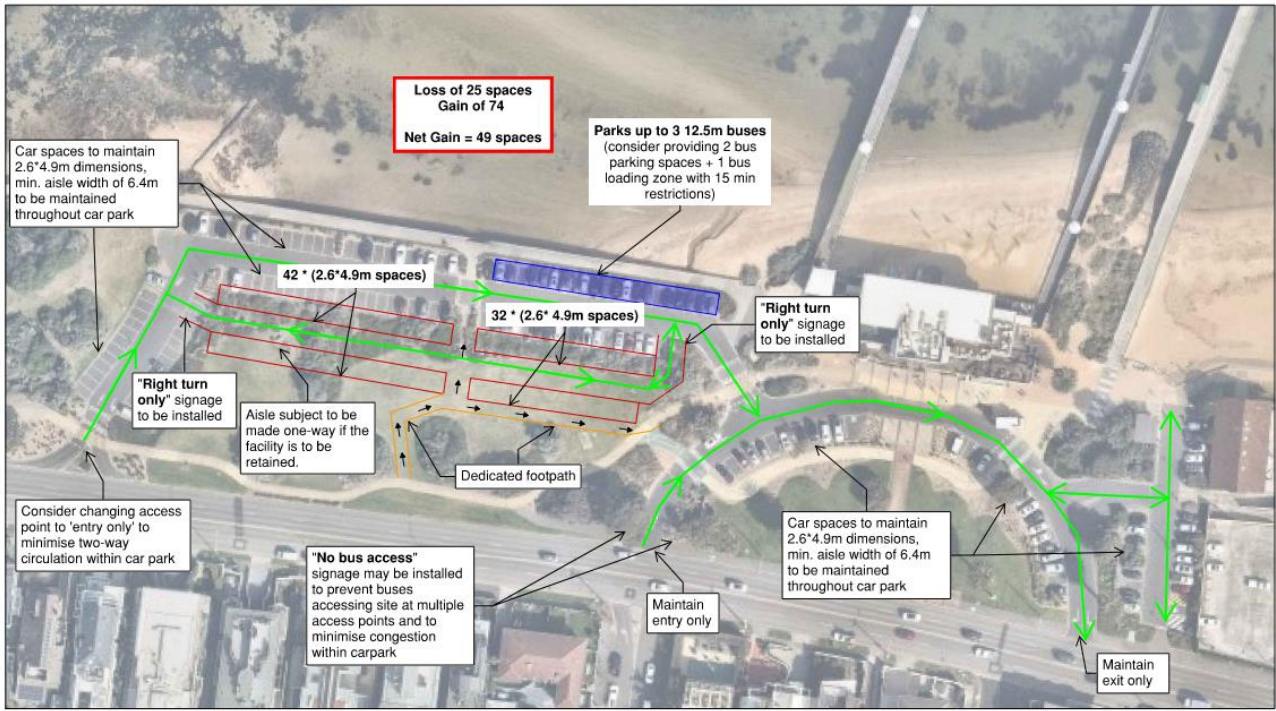 Loss of 25 spaces
Gain of 74
Net Gain = 49 spaces
Parks up to 3 12.5m buses
(consider providing 2 bus
parking spaces + 1 bus
loading zone with 15 min
restrictions)
Car spaces to maintain
2.6*4.9m dimensions,
min. aisle width of 6.4m
to be maintained
throughout car park
42 * (2.6*4.9m spaces)
32 * (2.6* 4.9m spaces)
"Right turn
only" signage
to be installed
"Right turn
only" signage
to be installed
Aisle subject to be
made one-way if the
facility is to be
retained.
Dedicated footpath
Consider changing access
point to 'entry only' to
minimise two-way
circulation within car park
"No bus access"
signage may be installed
to prevent buses
accessing site at multiple
access points and to
minimise congestion
within carpark
Maintain
entry only
Car spaces to maintain
2.6*4.9m dimensions,
min. aisle width of 6.4m
to be maintained
throughout car park
Maintain
exit only